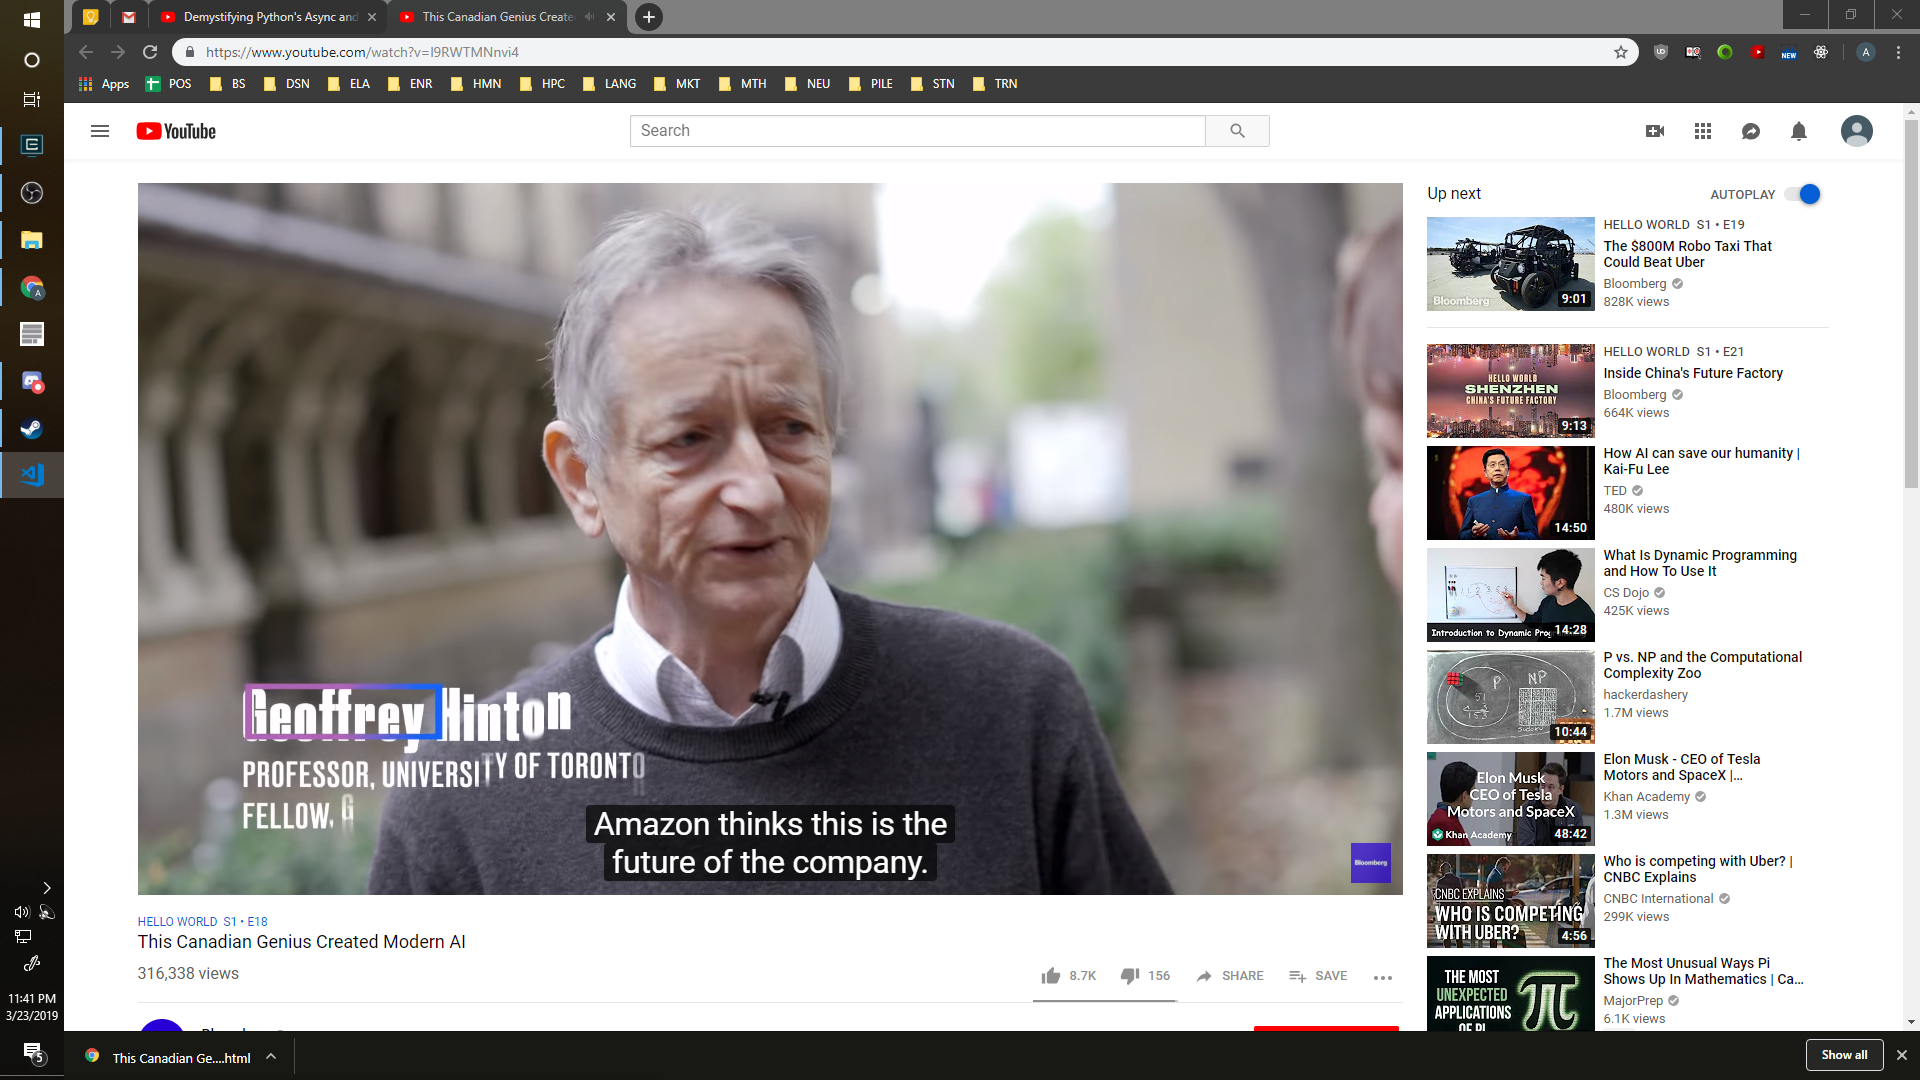 Demystifying Python's Async and
This Canadian Genius Create
https://www.youtube.com/watch?v=I9RWTMNnvi4
Apps
POS
BS
DSN
ELA
ENR
HMN
HPC
LANG
MKT
MTH
NEU
PILE
STN
TRN
NEW
A
YouTube
Search
Geoffrey Hinton
PROFESSOR, UNIVERSITY OF TORONTO
FELLOW, G
Amazon thinks this is the
future of the company.
Bloomberg
HELLO WORLD S1 • E18
This Canadian Genius Created Modern AI
316,338 views
8.7K
156
SHARE
SAVE
Up next
AUTOPLAY
Bloomberg
9:01
HELLO WORLD S1 • E19
The $800M Robo Taxi That
Could Beat Uber
Bloomberg
828K views
HELLO WORLD
SHENZHEN
CHINA'S FUTURE FACTORY
9:13
HELLO WORLD S1 • E21
Inside China's Future Factory
Bloomberg
664K views
14:50
How AI can save our humanity |
Kai-Fu Lee
TED
480K views
Introduction to Dynamic Prog
14:28
What Is Dynamic Programming
and How To Use It
CS Dojo
425K views
P
NP
10:44
P vs. NP and the Computational
Complexity Zoo
hackerdashery
1.7M views
Elon Musk
CEO of Tesla
Motors and SpaceX
Khan Academy
48:42
Elon Musk - CEO of Tesla
Motors and SpaceX |...
Khan Academy
1.3M views
CNBC EXPLAINS
WHO IS COMPETING
WITH UBER?
4:56
Who is competing with Uber? |
CNBC Explains
CNBC International
299K views
THE MOST
UNEXPECTED
APPLICATIONS
OF PI
The Most Unusual Ways Pi
Shows Up In Mathematics | Ca...
MajorPrep
6.1K views
11:41 PM
3/23/2019
5
This Canadian Ge....html
Show all